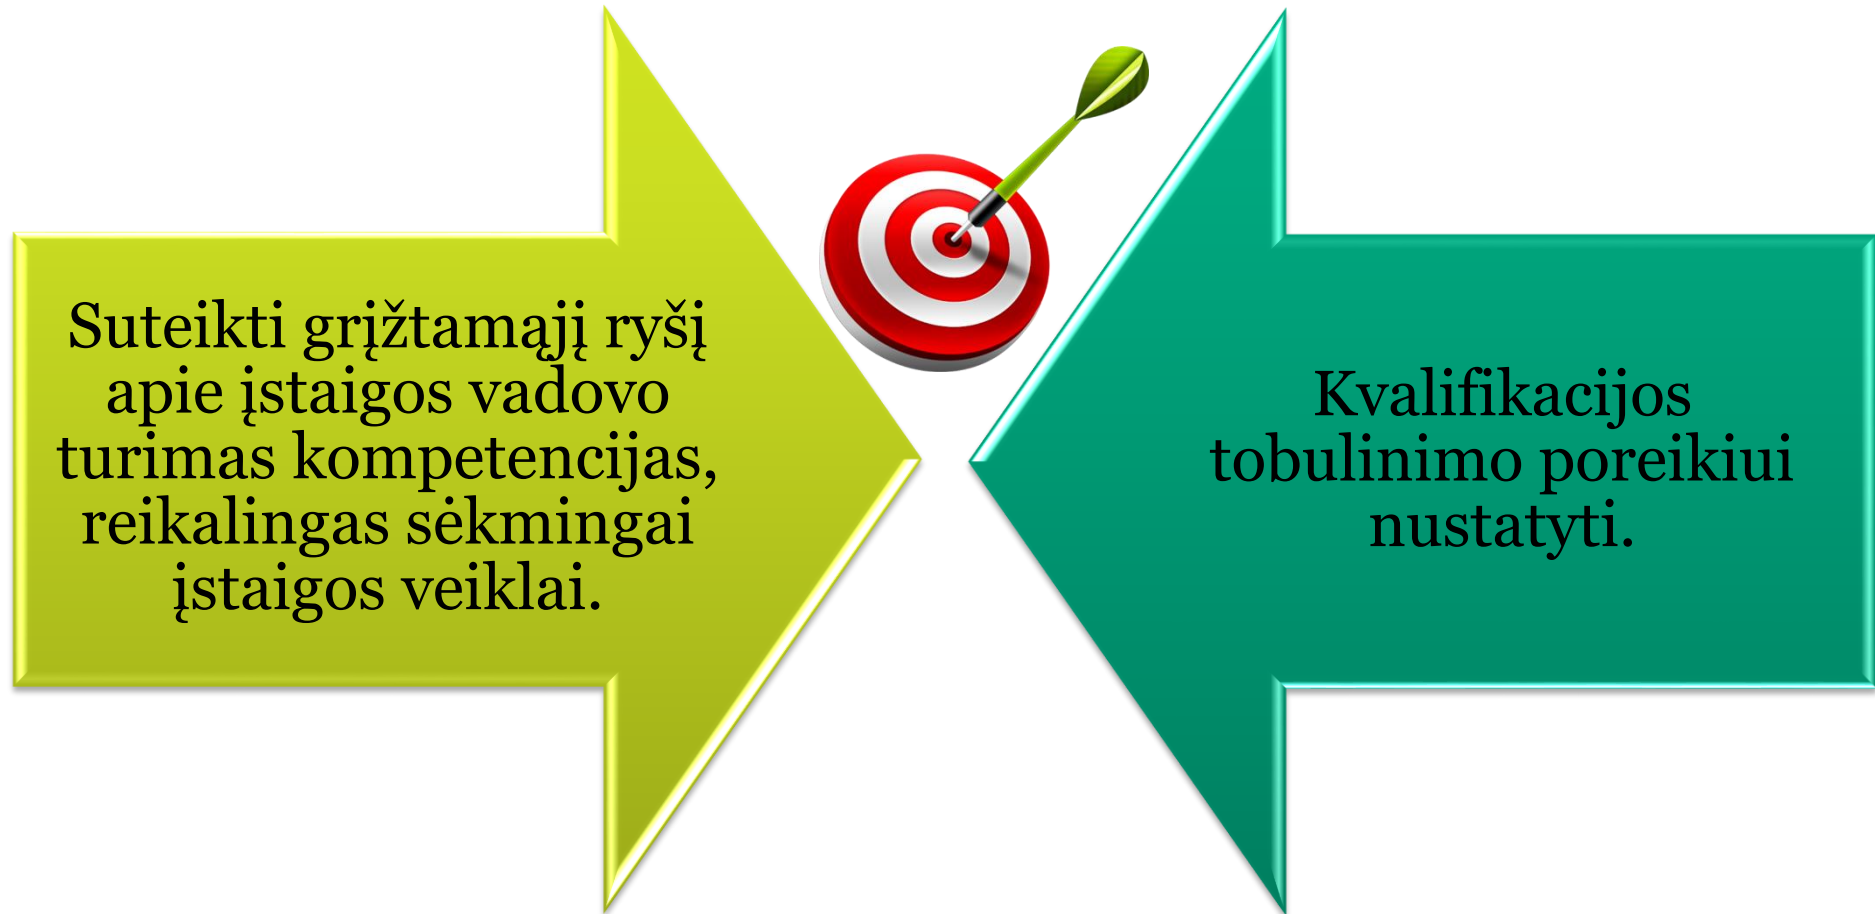 Suteikti grįžtamąjį ryšį
apie įstaigos vadovo
turimas kompetencijas,
reikalingas sėkmingai
įstaigos veiklai.
Kvalifikacijos
tobulinimo poreikiui
nustatyti.